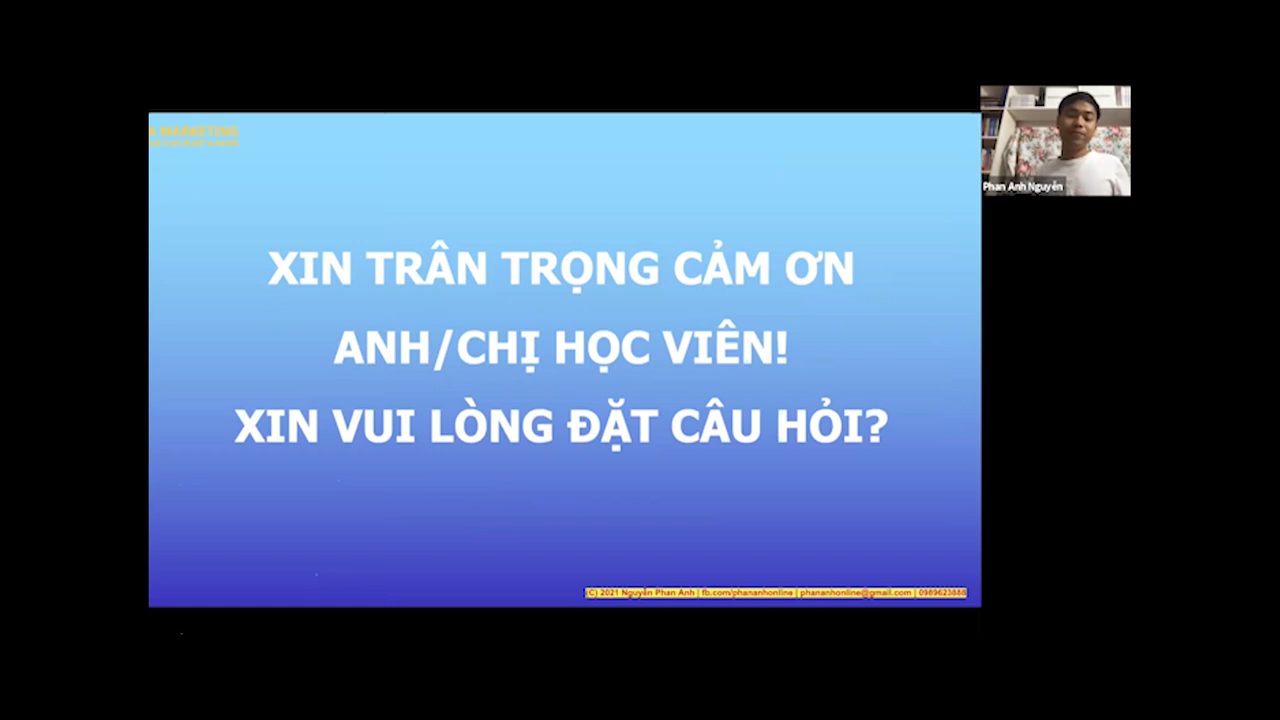 A MARKETING
XIN TRÂN TRỌNG CẢM ƠN
ANH/CHỊ HỌC VIÊN!
XIN VUI LÒNG ĐẶT CÂU HỎI?
Phan Anh Nguyễn
(C) 2021 Nguyễn Phan Anh | fb.com/phananhonline | phananhonline@gmail.com | 0989623888